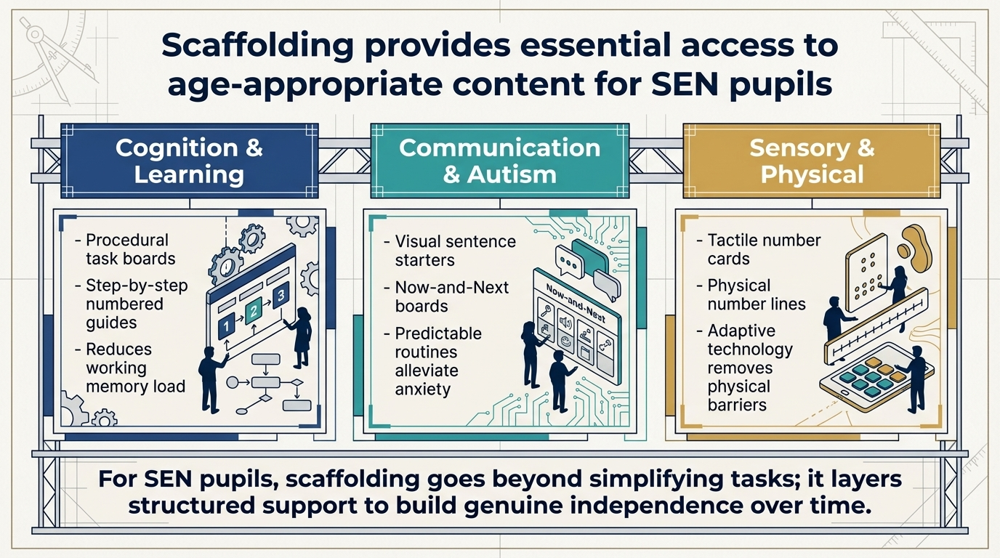 Scaffolding provides essential access to
age-appropriate content for SEN pupils
Cognition &
Learning
- Procedural
task boards
- Step-by-step
numbered
guides
- Reduces
working
memory load
1
2
3
Communication
& Autism
- Visual sentence
starters
- Now-and-Next
boards
- Predictable
routines
alleviate
anxiety
Now-and-Next
Sensory &
Physical
- Tactile number
cards
- Physical
number lines
- Adaptive
technology
removes
physical
barriers
For SEN pupils, scaffolding goes beyond simplifying tasks; it layers
structured support to build genuine independence over time.